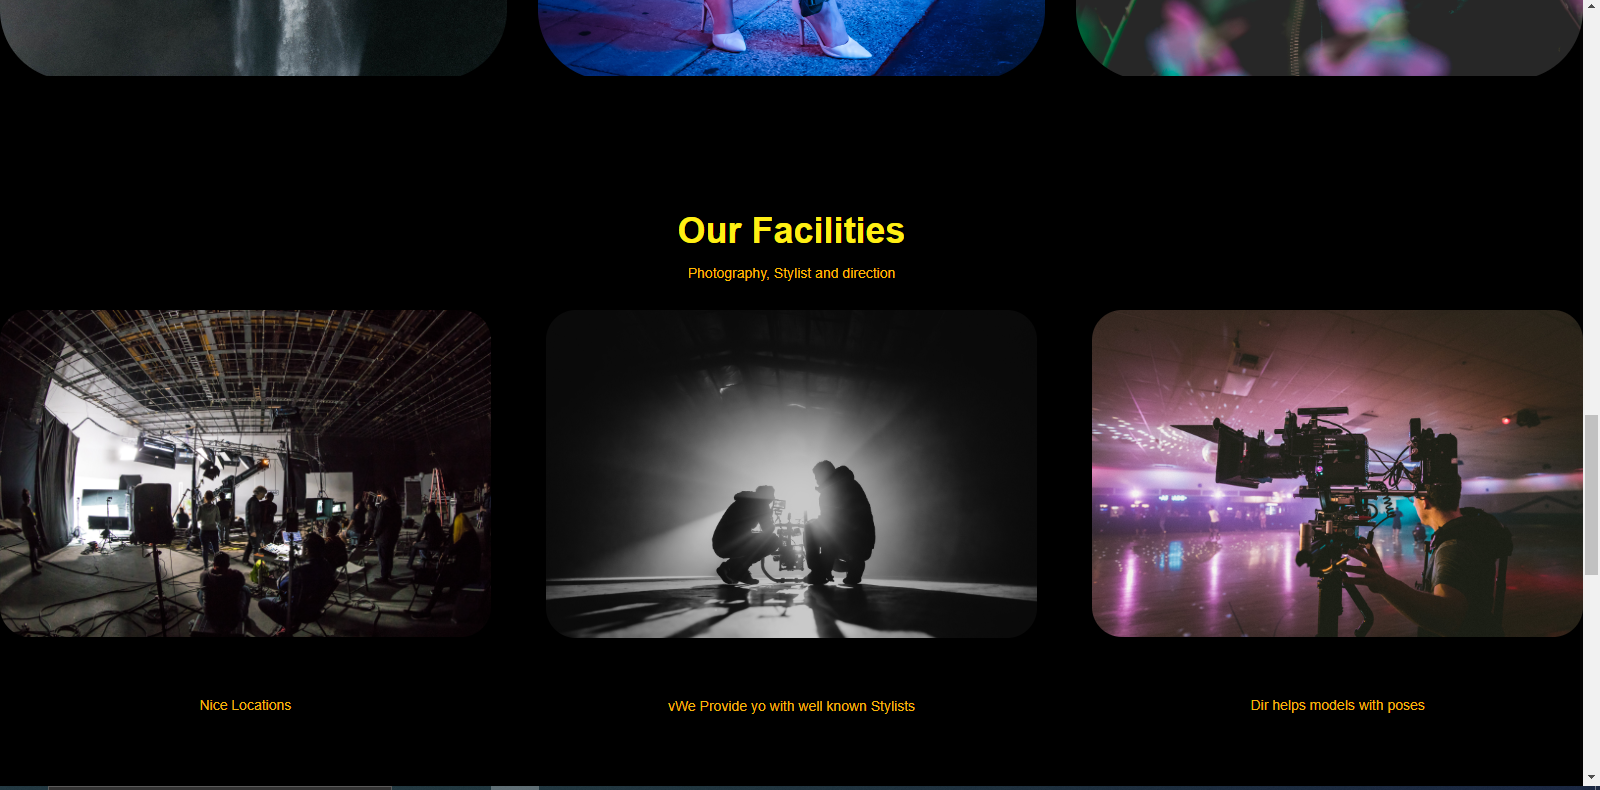 Our Facilities
Photography, Stylist and direction
Nice Locations
vWe Provide yo with well known Stylists
Dir helps models with poses